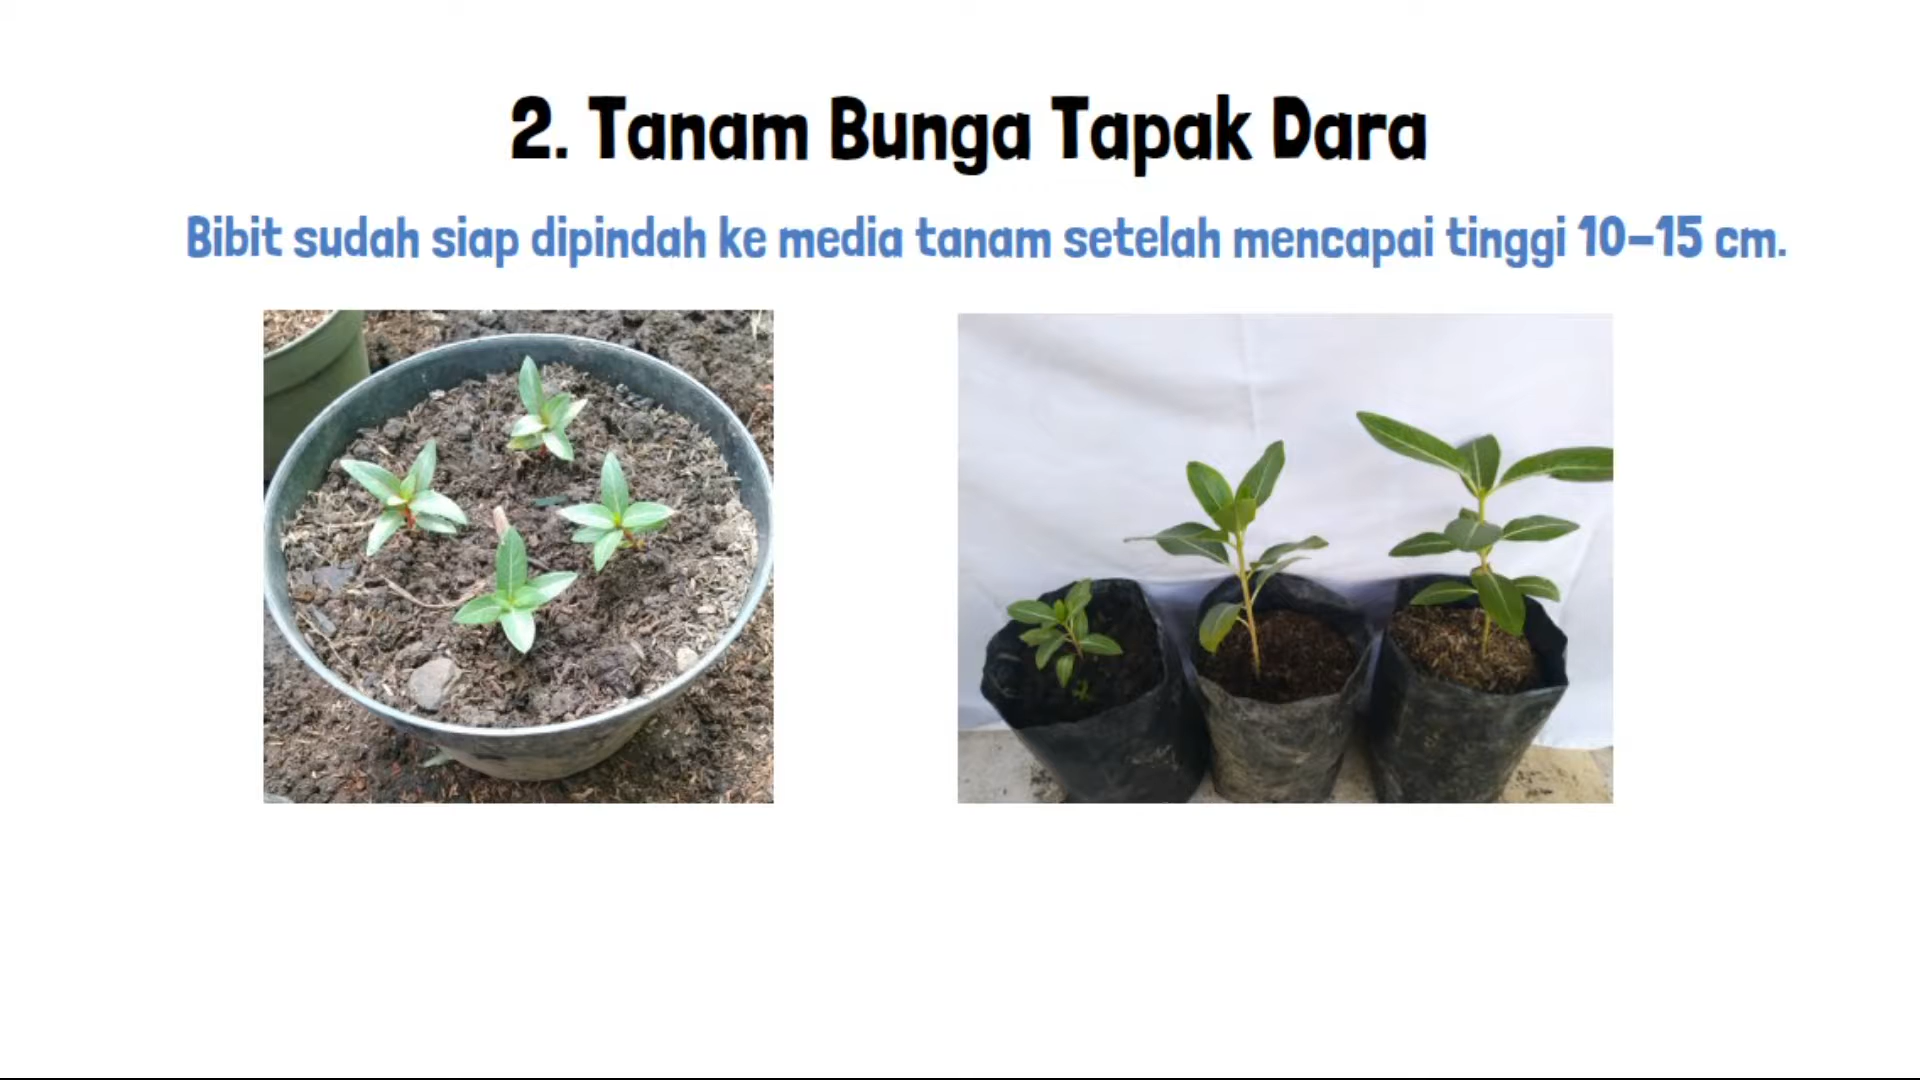 2. Tanam Bunga Tapak Dara
Bibit sudah siap dipindah ke media tanam setelah mencapai tinggi 10-15 cm.